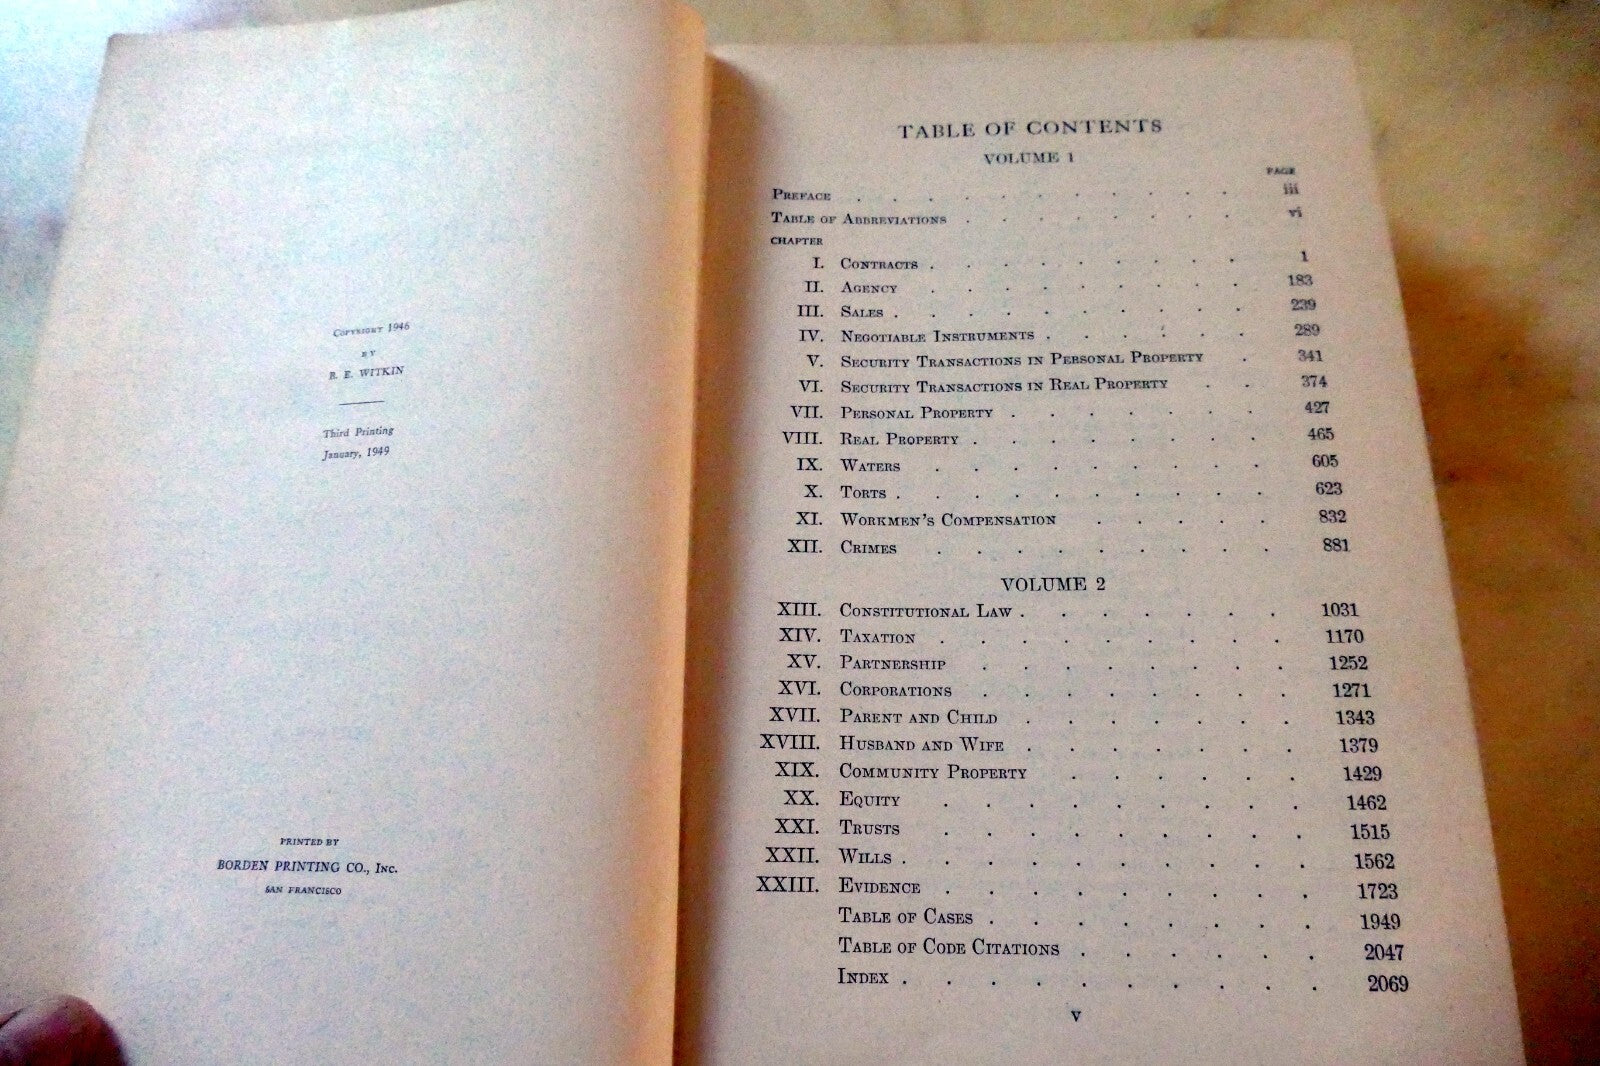 COPYRIGHT 1946
BY
B. E. WITKIN
Third Printing
January, 1949
PRINTED BY
BORDEN PRINTING CO., INC.
SAN FRANCISCO
TABLE OF CONTENTS
VOLUME 1
PAGE
PREFACE . . . . . . . . . . . iii
TABLE OF ABBREVIATIONS . . . . . . . . vi
CHAPTER
I. CONTRACTS . . . . . . . . . 1
II. AGENCY . . . . . . . . . 183
III. SALES . . . . . . . . . . 239
IV. NEGOTIABLE INSTRUMENTS . . . . . . 289
V. SECURITY TRANSACTIONS IN PERSONAL PROPERTY . 341
VI. SECURITY TRANSACTIONS IN REAL PROPERTY . . 374
VII. PERSONAL PROPERTY . . . . . . . 427
VIII. REAL PROPERTY . . . . . . . . 465
IX. WATERS . . . . . . . . . 605
X. TORTS . . . . . . . . . . 623
XI. WORKMEN'S COMPENSATION . . . . . 832
XII. CRIMES . . . . . . . . . 881
VOLUME 2
XIII. CONSTITUTIONAL LAW . . . . . . . 1031
XIV. TAXATION . . . . . . . . . 1170
XV. PARTNERSHIP . . . . . . . . 1252
XVI. CORPORATIONS . . . . . . . . 1271
XVII. PARENT AND CHILD . . . . . . . 1343
XVIII. HUSBAND AND WIFE . . . . . . . 1379
XIX. COMMUNITY PROPERTY . . . . . . 1429
XX. EQUITY . . . . . . . . . 1462
XXI. TRUSTS . . . . . . . . . 1515
XXII. WILLS . . . . . . . . . . 1562
XXIII. EVIDENCE . . . . . . . . . 1723
TABLE OF CASES . . . . . . . . 1949
TABLE OF CODE CITATIONS . . . . . . 2047
INDEX . . . . . . . . . . 2069
v